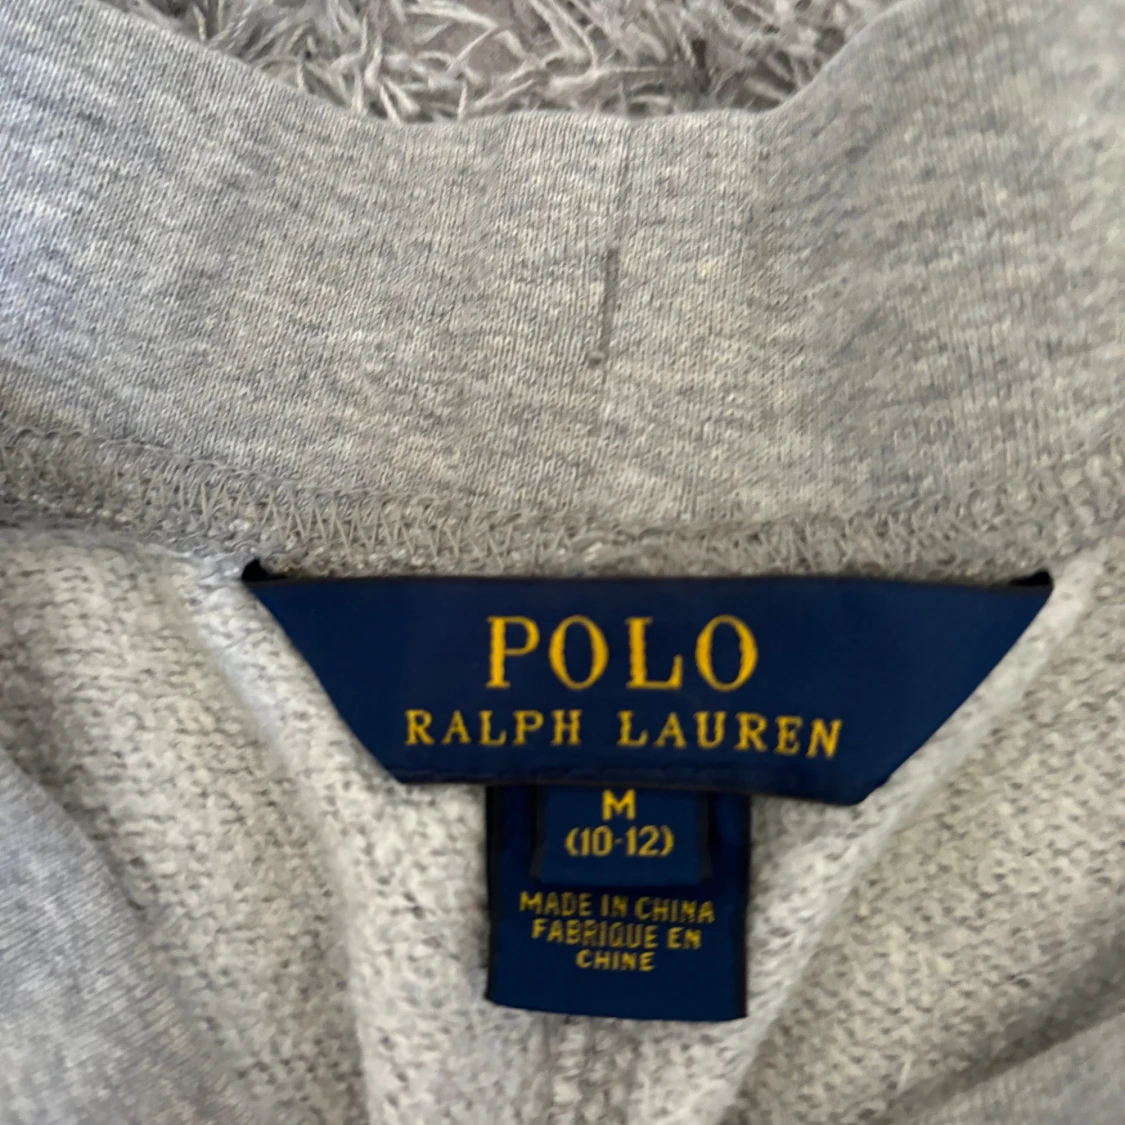 POLO
RALPH LAUREN
M
(10-12)
MADE IN CHINA
FABRIQUE EN
CHINE